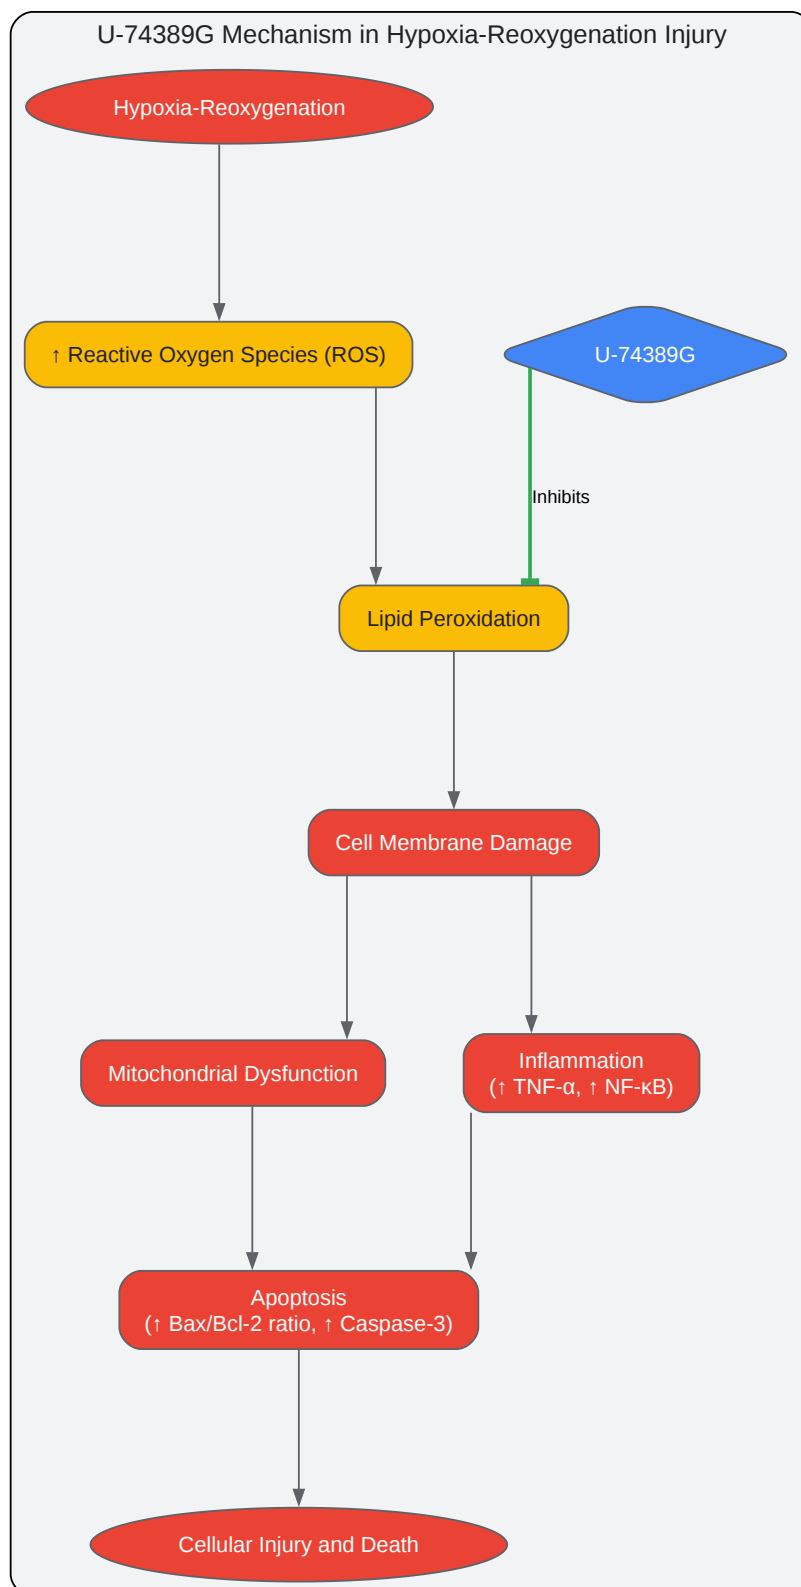 U-74389G Mechanism in Hypoxia-Reoxygenation Injury
Hypoxia-Reoxygenation
↑ Reactive Oxygen Species (ROS)
U-74389G
Inhibits
Lipid Peroxidation
Cell Membrane Damage
Mitochondrial Dysfunction
Inflammation
(↑ TNF-α, ↑ NF-κB)
Apoptosis
(↑ Bax/Bcl-2 ratio, ↑ Caspase-3)
Cellular Injury and Death